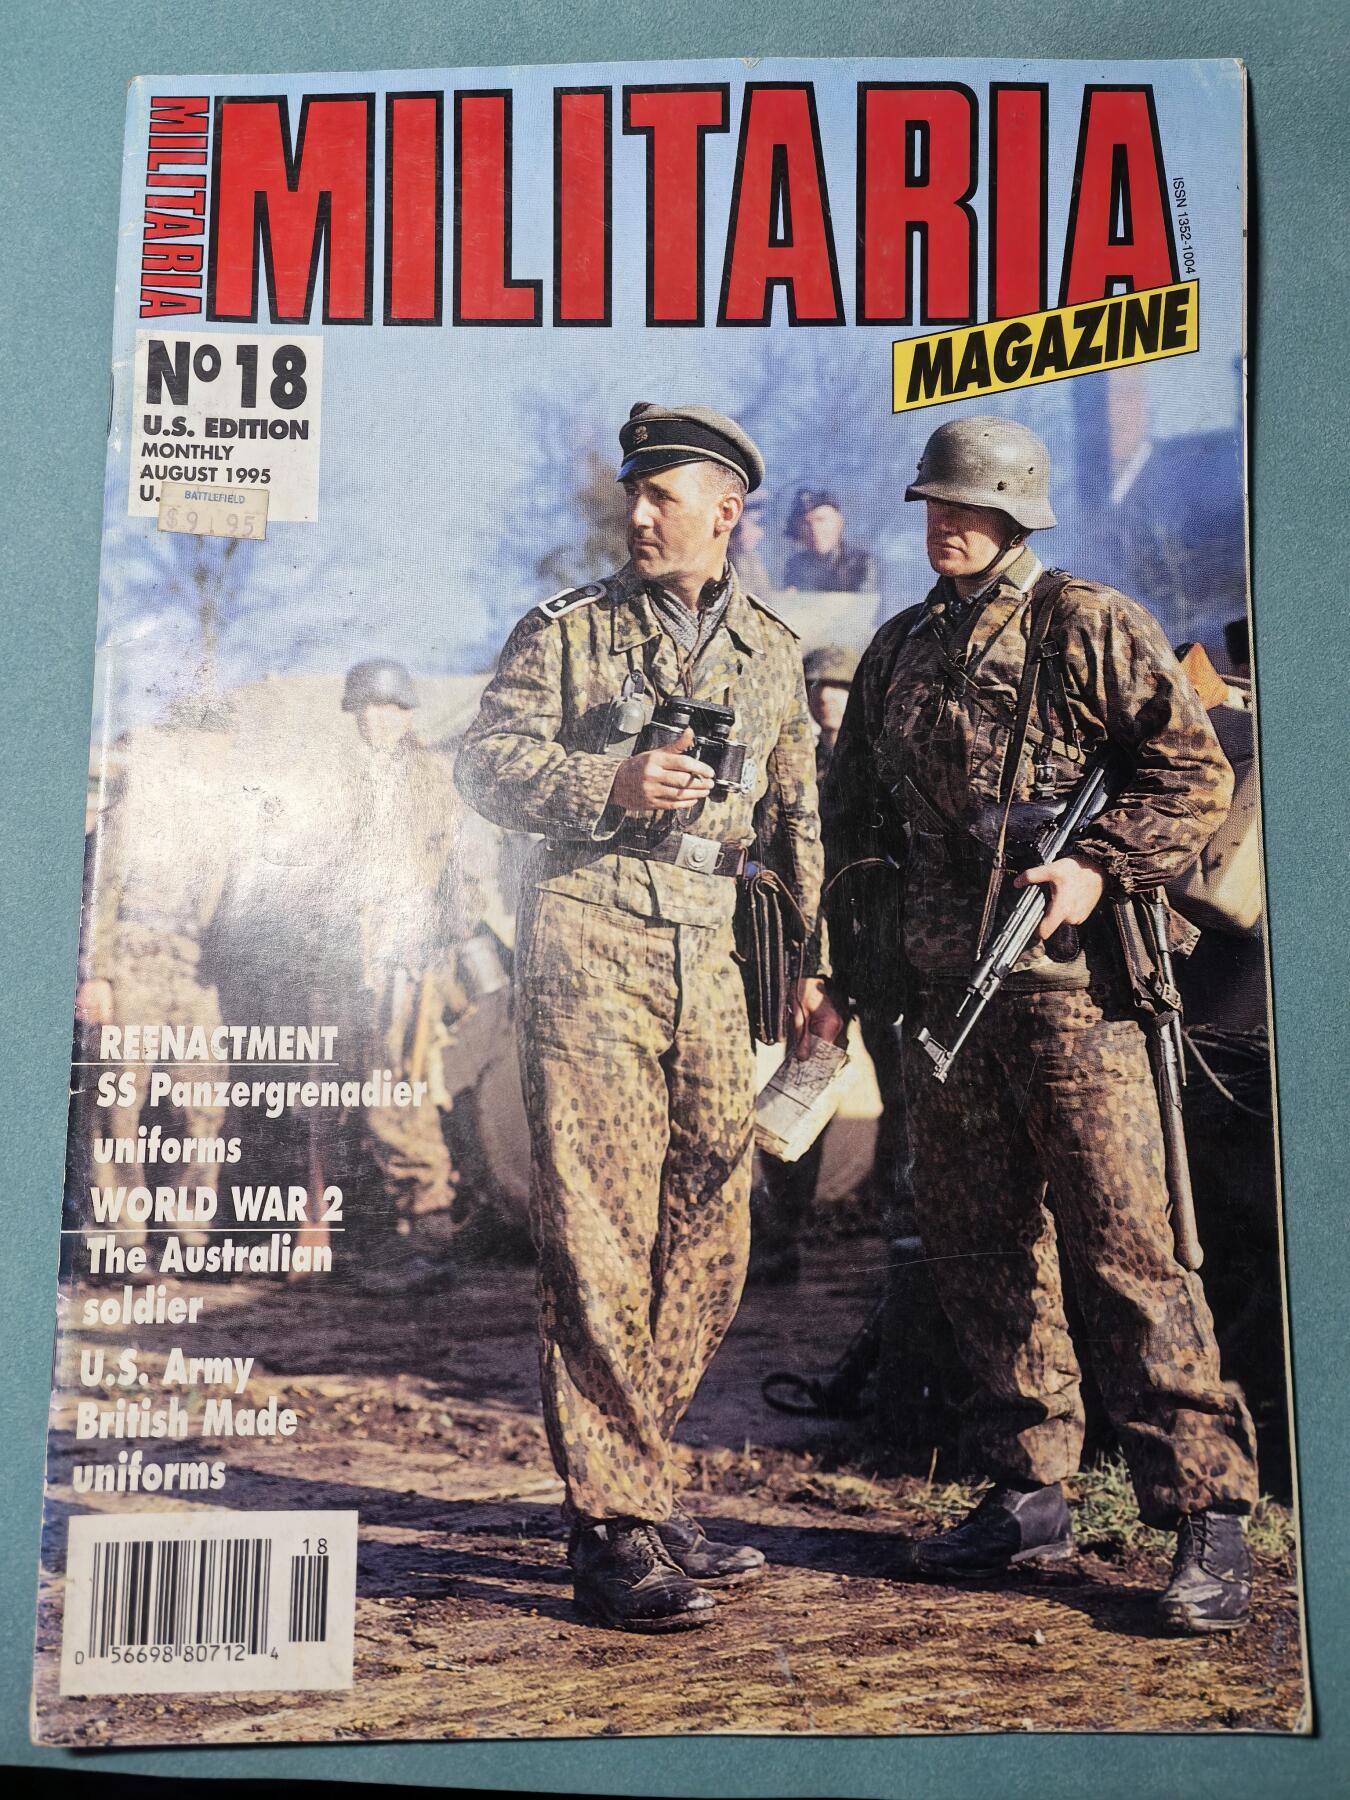 MILITARIA
MILITARIA
ISSN 1352-1004
MAGAZINE
Nº 18
U.S. EDITION
MONTHLY
AUGUST 1995
U.
BATTLEFIELD
$9.95
REENACTMENT
SS Panzergrenadier
uniforms
WORLD WAR 2
The Australian
soldier
U.S. Army
British Made
uniforms
18
0 56698 80712 4